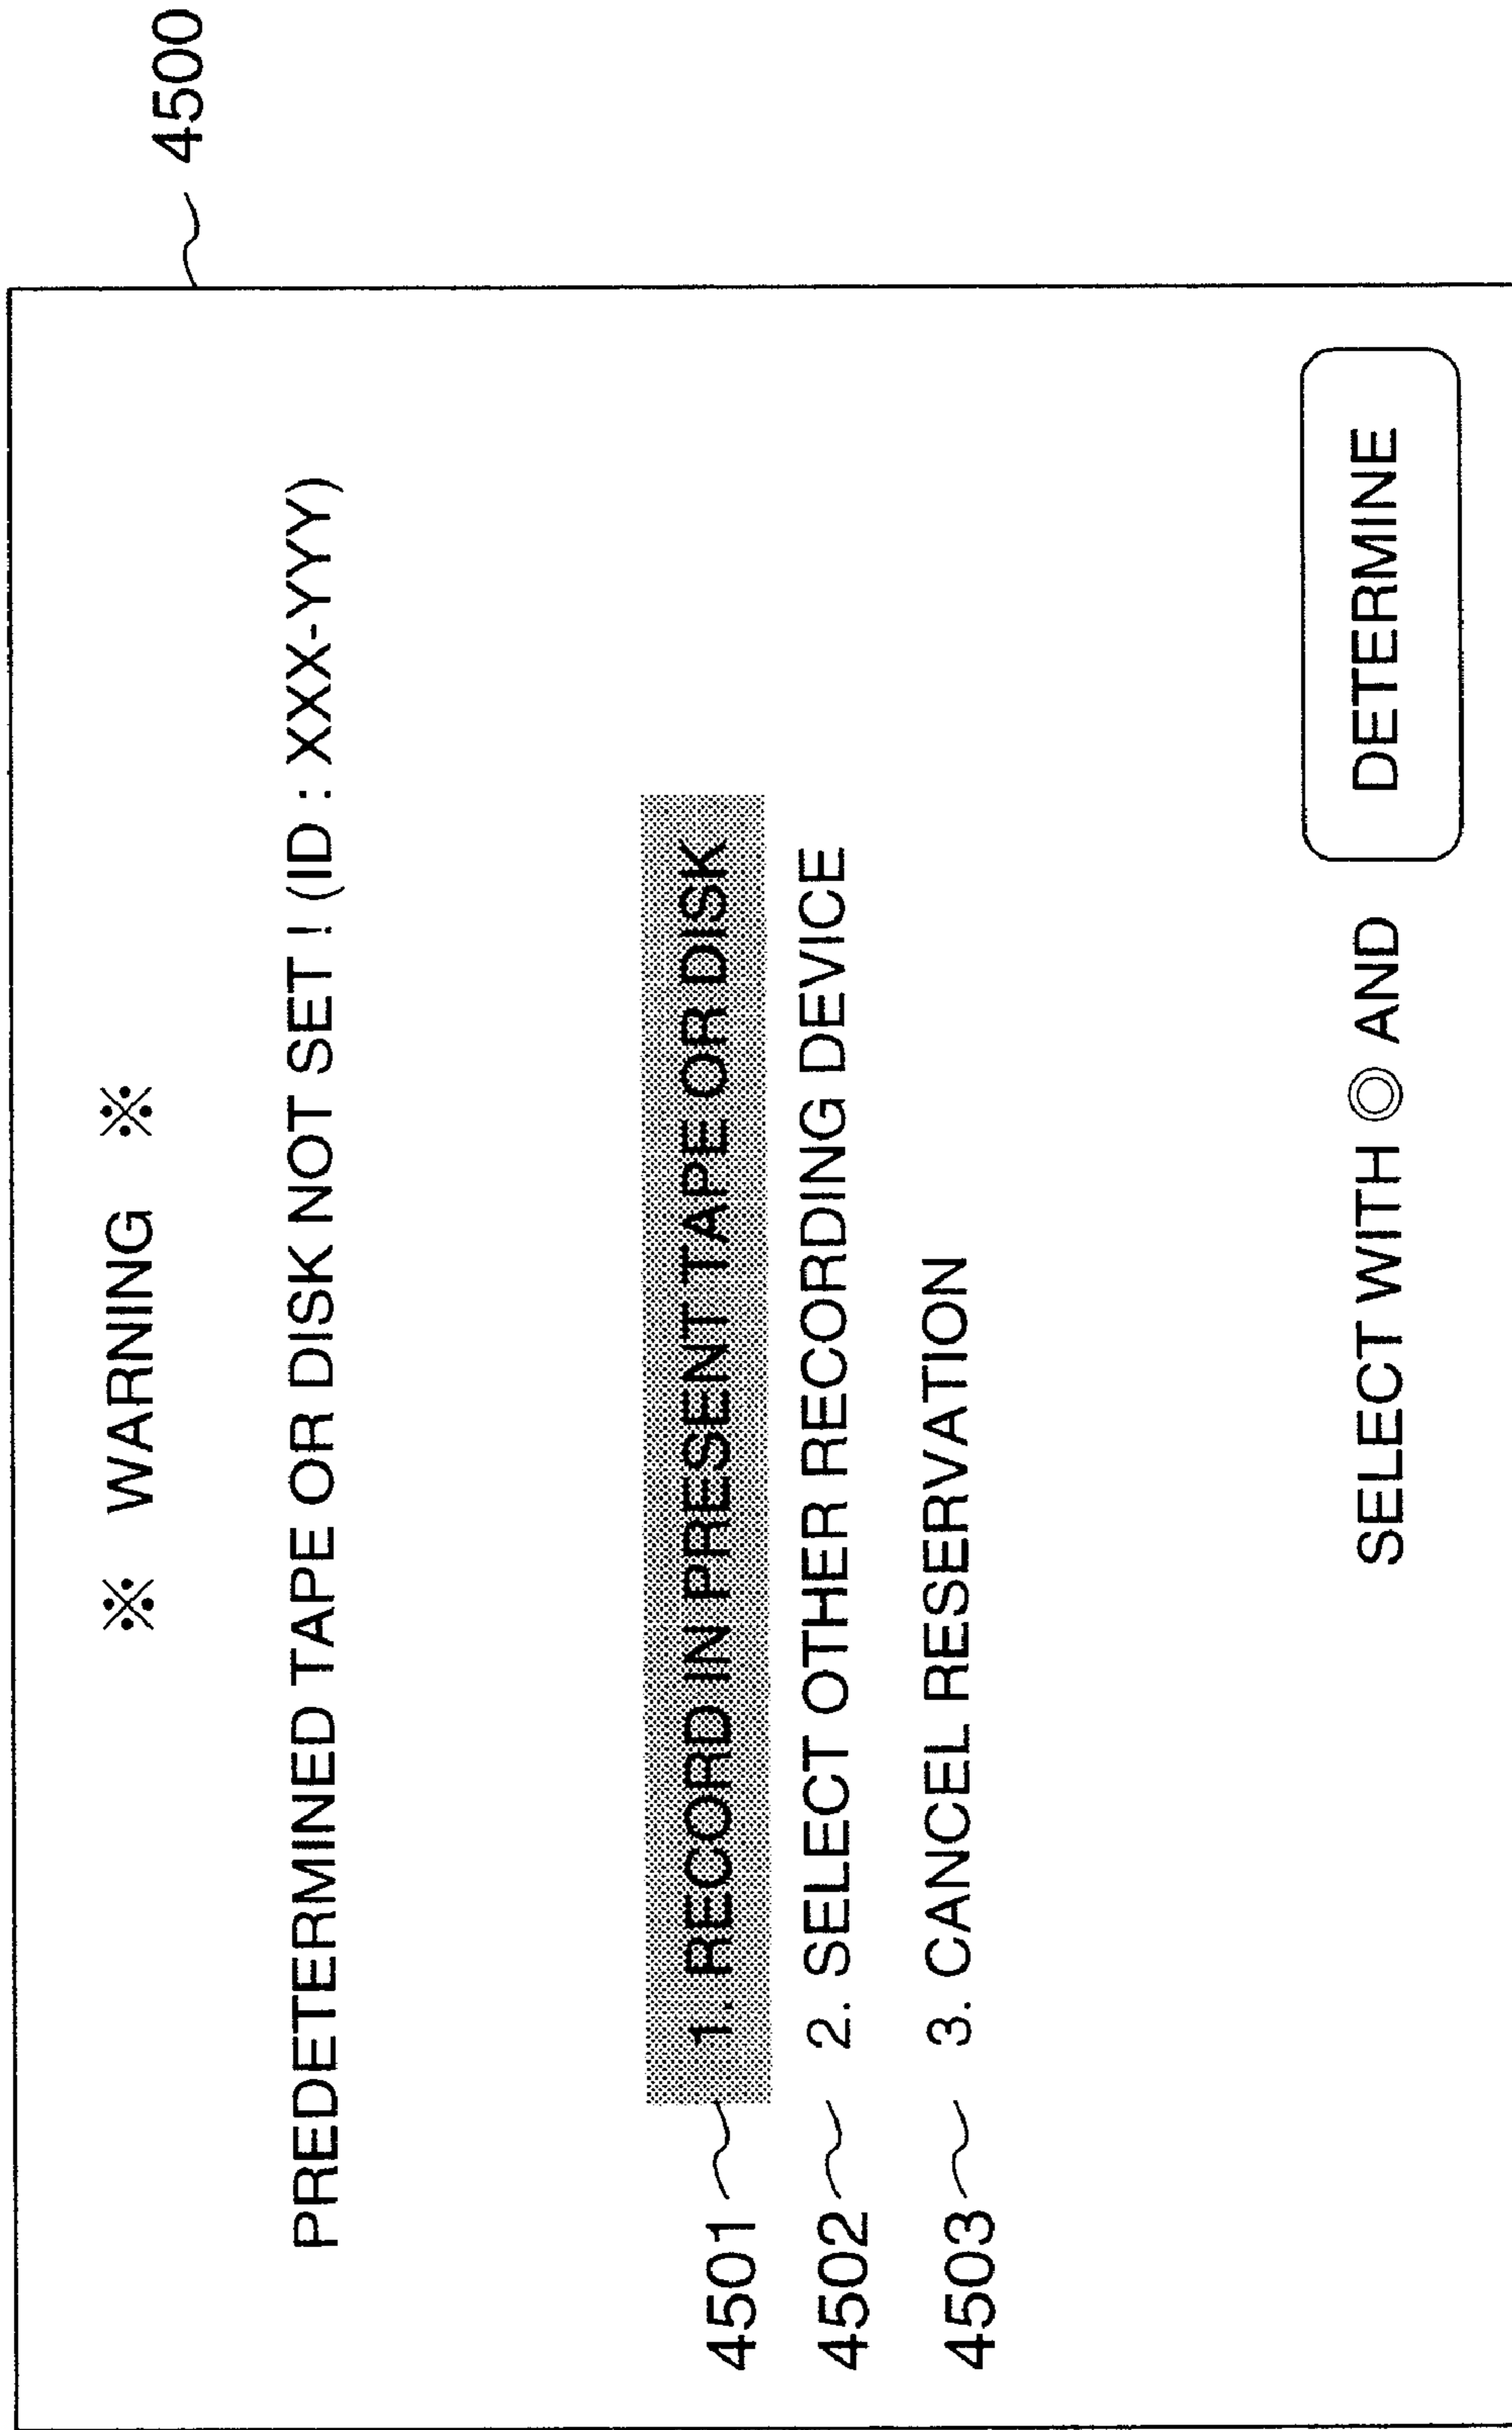 4500
※ WARNING ※
PREDETERMINED TAPE OR DISK NOT SET ! (ID : XXX-YYY)
4501 1. RECORD IN PRESENT TAPE OR DISK
4502 2. SELECT OTHER RECORDING DEVICE
4503 3. CANCEL RESERVATION
SELECT WITH ◎ AND DETERMINE